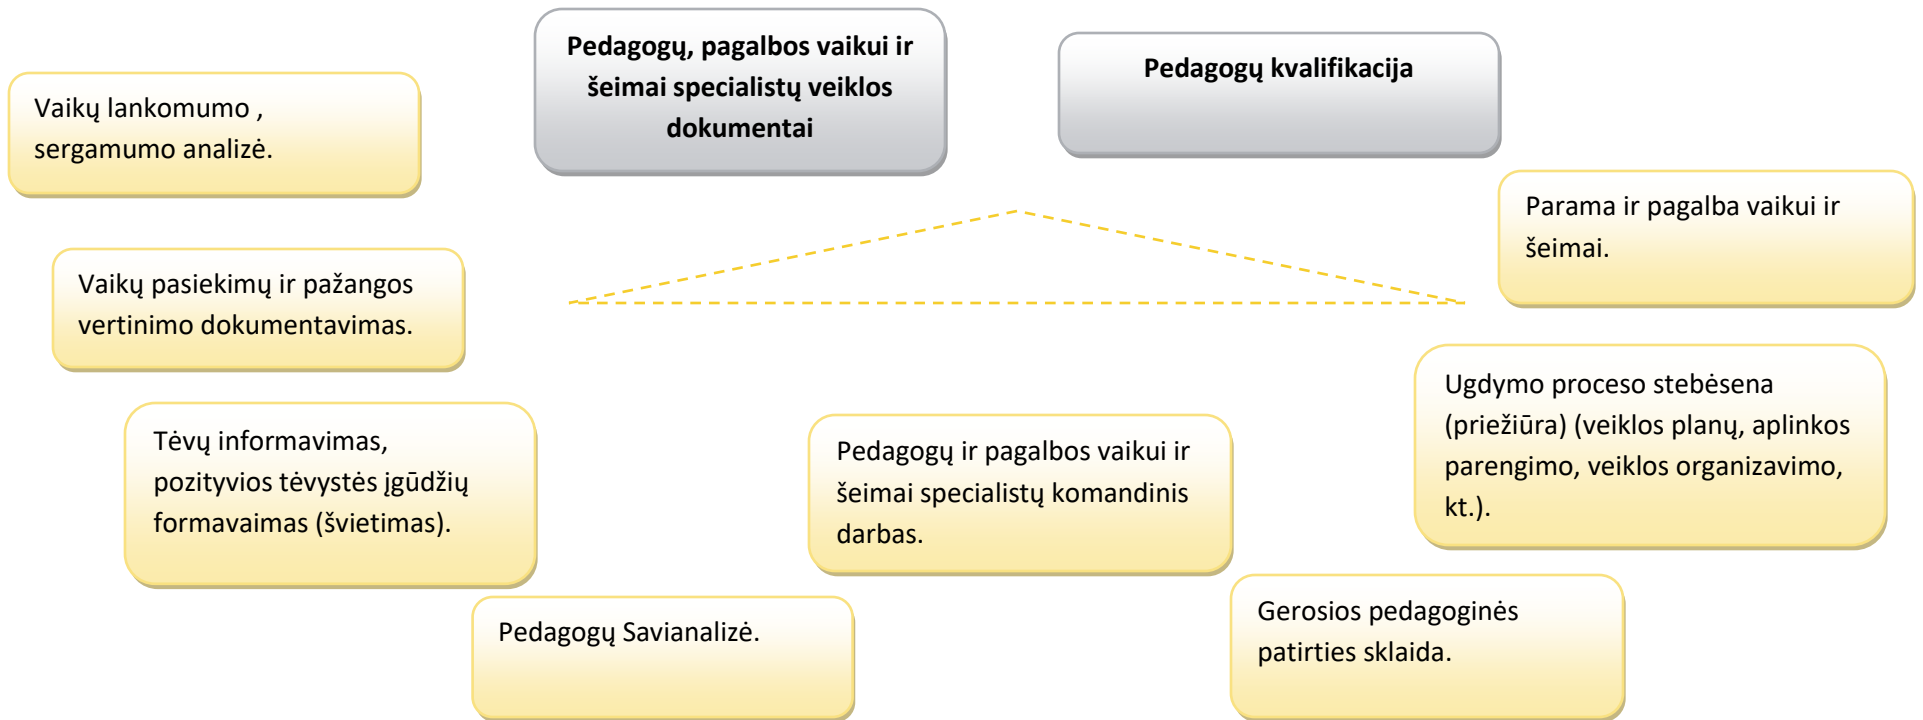 Pedagogų, pagalbos vaikui ir
šeimai specialistų veiklos
dokumentai
Pedagogų kvalifikacija
Vaikų lankomumo ,
sergamumo analizė.
Parama ir pagalba vaikui ir
šeimai.
Vaikų pasiekimų ir pažangos
vertinimo dokumentavimas.
Ugdymo proceso stebėsena
(priežiūra) (veiklos planų, aplinkos
parengimo, veiklos organizavimo,
kt.).
Tėvų informavimas,
pozityvios tėvystės įgūdžių
formavaimas (švietimas).
Pedagogų ir pagalbos vaikui ir
šeimai specialistų komandinis
darbas.
Pedagogų Savianalizė.
Gerosios pedagoginės
patirties sklaida.